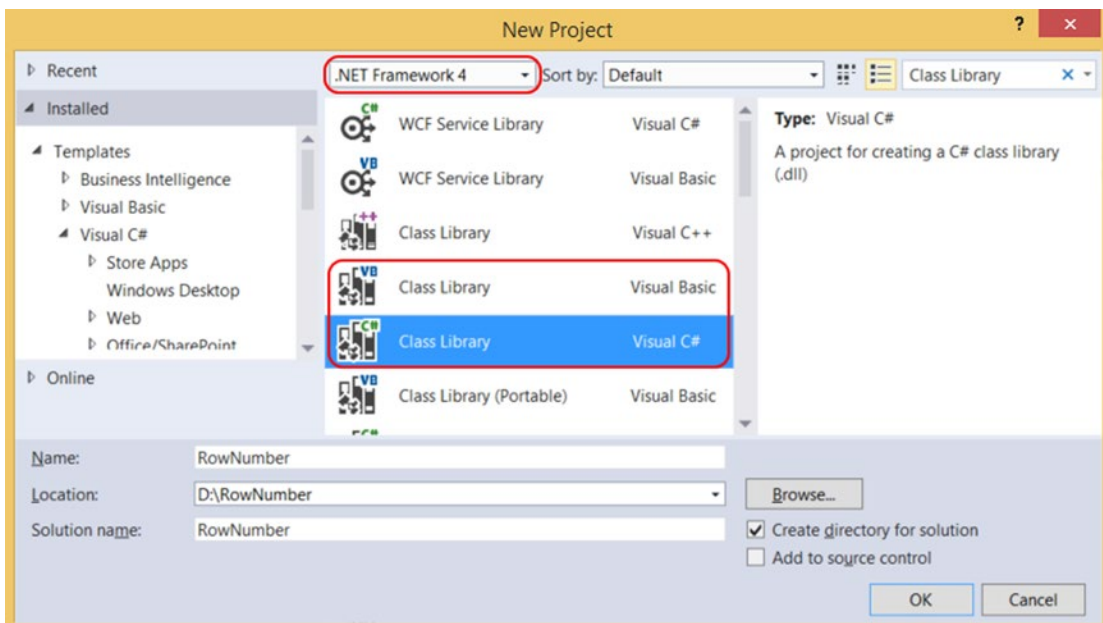 New Project
?
×
Recent
.NET Framework 4
Sort by: Default
Class Library
×
Installed
Templates
Business Intelligence
Visual Basic
Visual C#
Store Apps
Windows Desktop
Web
Office/SharePoint
Online
C#
WCF Service Library Visual C#
VB
WCF Service Library Visual Basic
++
Class Library Visual C++
VB
Class Library Visual Basic
C#
Class Library Visual C#
VB
Class Library (Portable) Visual Basic
C#
Type: Visual C#
A project for creating a C# class library
(.dll)
Name: RowNumber
Location: D:\RowNumber
Browse...
Solution name: RowNumber
Create directory for solution
Add to source control
OK
Cancel